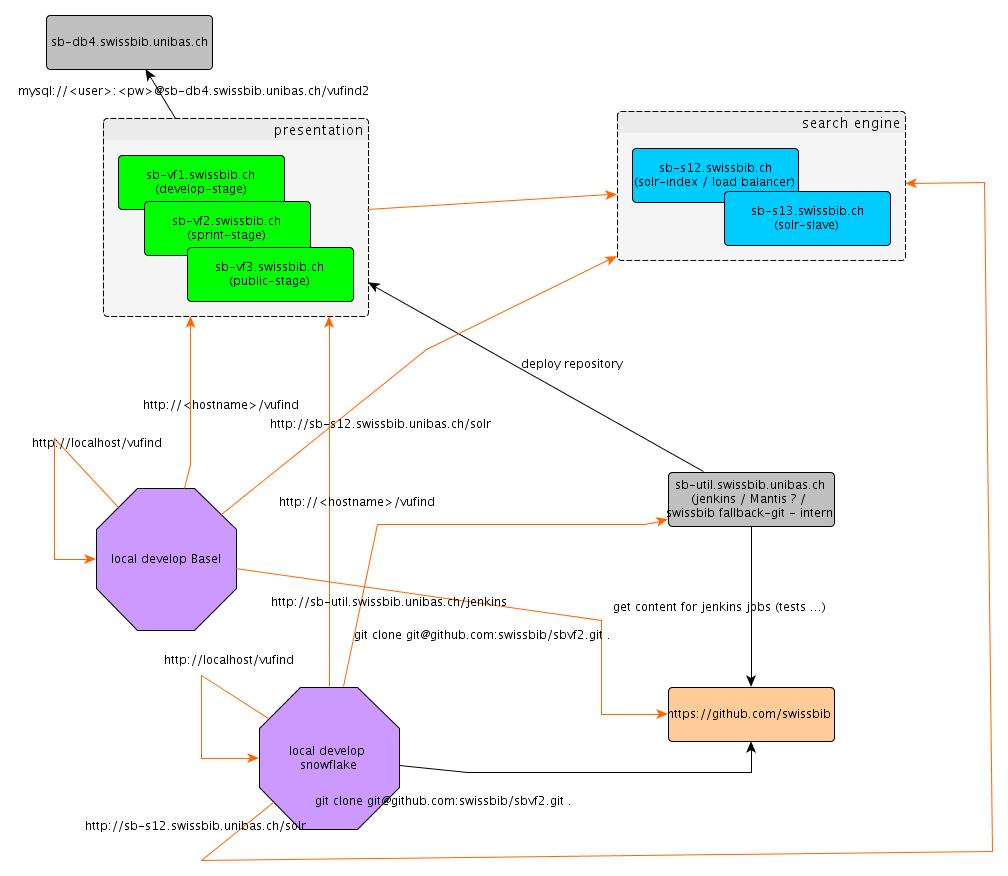 sb-db4.swissbib.unibas.ch
mysql://<user>:<pw>@sb-db4.swissbib.unibas.ch/vufind2
presentation
sb-vf1.swissbib.ch
(develop-stage)
sb-vf2.swissbib.ch
(sprint-stage)
sb-vf3.swissbib.ch
(public-stage)
search engine
sb-s12.swissbib.ch
(solr-index / load balancer)
sb-s13.swissbib.ch
(solr-slave)
deploy repository
http://<hostname>/vufind
http://sb-s12.swissbib.unibas.ch/solr
http://localhost/vufind
http://<hostname>/vufind
sb-util.swissbib.unibas.ch
(jenkins / Mantis ? /
swissbib fallback-git - intern
local develop Basel
http://sb-util.swissbib.unibas.ch/jenkins
get content for jenkins jobs (tests ...)
git clone git@github.com:swissbib/sbvf2.git .
http://localhost/vufind
https://github.com/swissbib
local develop
snowflake
git clone git@github.com:swissbib/sbvf2.git .
http://sb-s12.swissbib.unibas.ch/solr